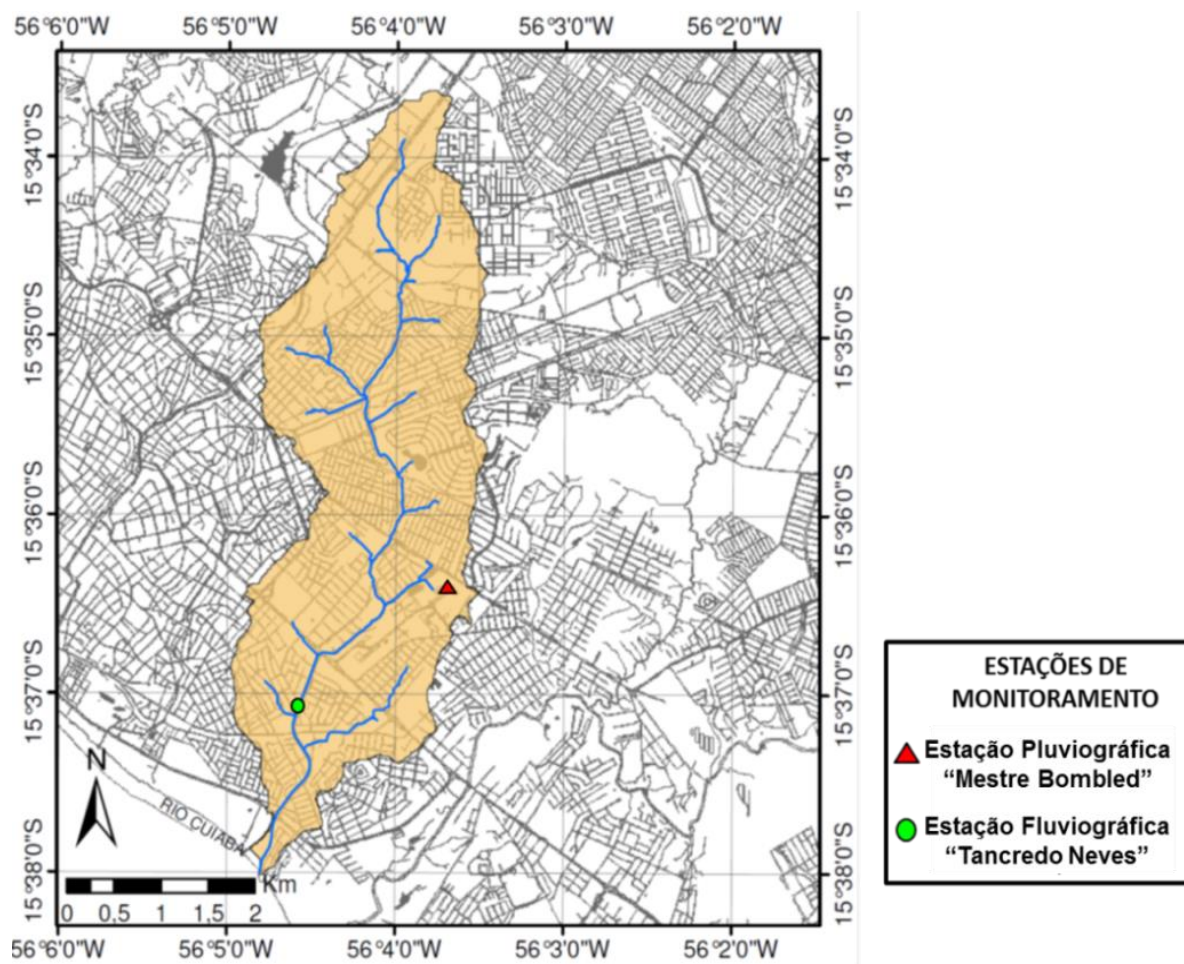 56°6'0"W 56°5'0"W 56°4'0"W 56°3'0"W 56°2'0"W
15°34'0"S 15°34'0"S
15°35'0"S 15°35'0"S
15°36'0"S 15°36'0"S
15°37'0"S 15°37'0"S
15°38'0"S 15°38'0"S
N
RIO CUIABÁ
Km
0 0,5 1 1,5 2
56°6'0"W 56°5'0"W 56°4'0"W 56°3'0"W 56°2'0"W
ESTAÇÕES DE
MONITORAMENTO
Estação Pluviográfica
“Mestre Bombled”
Estação Fluviográfica
“Tancredo Neves”